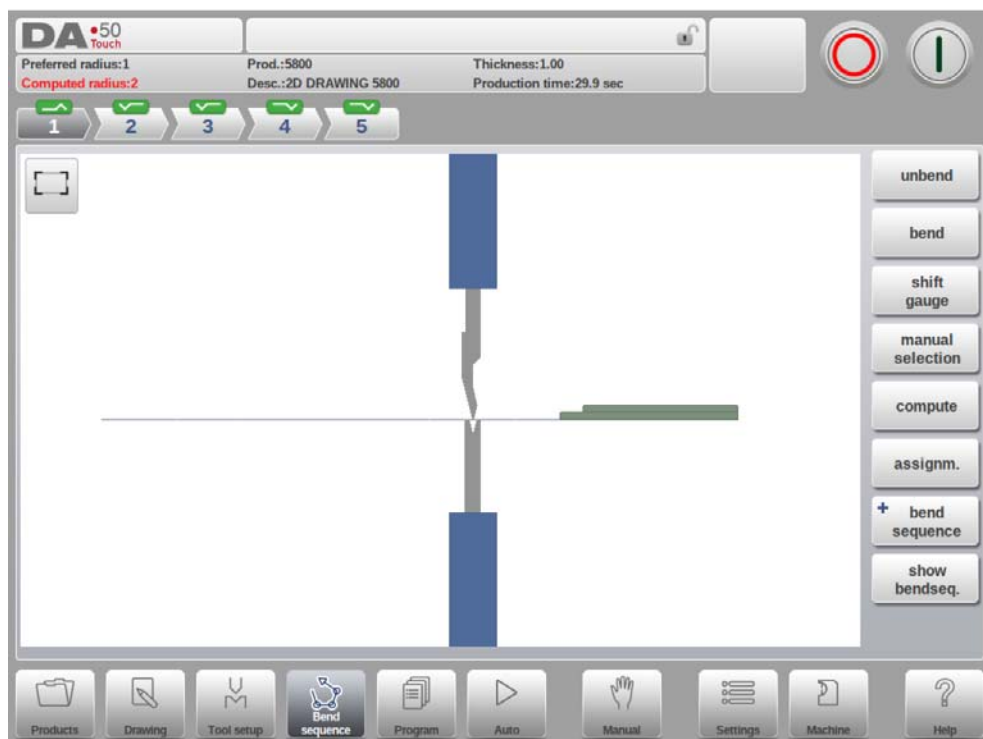 DA•50
Touch
Preferred radius:1
Prod.:5800
Thickness:1.00
Computed radius:2
Desc.:2D DRAWING 5800
Production time:29.9 sec
1
2
3
4
5
unbend
bend
shift
gauge
manual
selection
compute
assignm.
+ bend
sequence
show
bendseq.
Products
Drawing
Tool setup
Bend
sequence
Program
Auto
Manual
Settings
Machine
Help